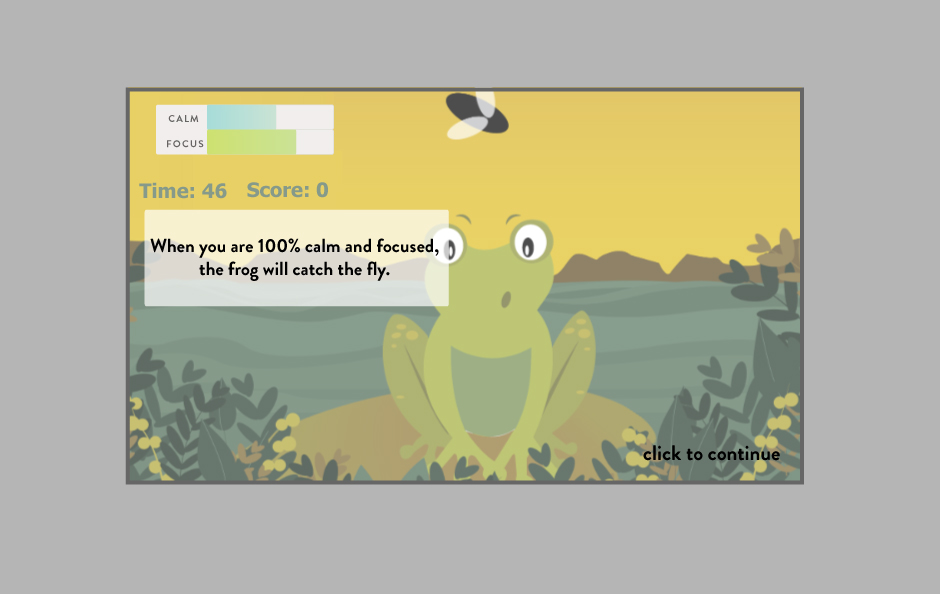 CALM
FOCUS
Time: 46 Score: 0
When you are 100% calm and focused,
the frog will catch the fly.
click to continue